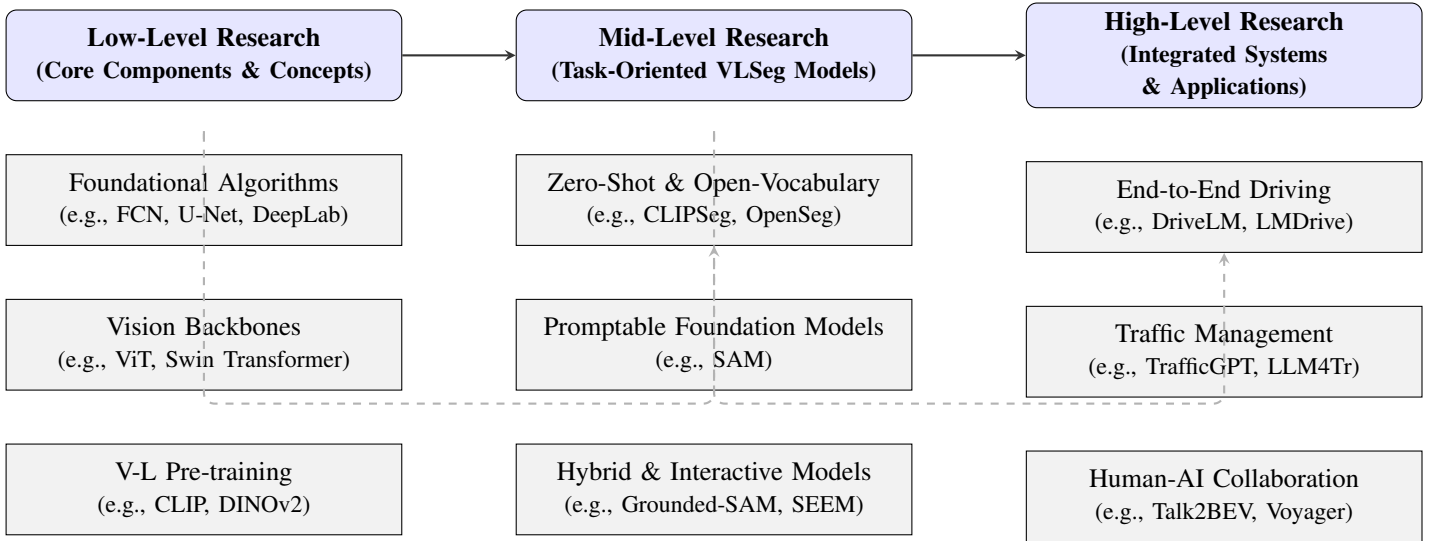 Low-Level Research
(Core Components & Concepts)
Foundational Algorithms
(e.g., FCN, U-Net, DeepLab)
Vision Backbones
(e.g., ViT, Swin Transformer)
V-L Pre-training
(e.g., CLIP, DINOv2)
Mid-Level Research
(Task-Oriented VLSeg Models)
Zero-Shot & Open-Vocabulary
(e.g., CLIPSeg, OpenSeg)
Promptable Foundation Models
(e.g., SAM)
Hybrid & Interactive Models
(e.g., Grounded-SAM, SEEM)
High-Level Research
(Integrated Systems
& Applications)
End-to-End Driving
(e.g., DriveLM, LMDrive)
Traffic Management
(e.g., TrafficGPT, LLM4Tr)
Human-AI Collaboration
(e.g., Talk2BEV, Voyager)